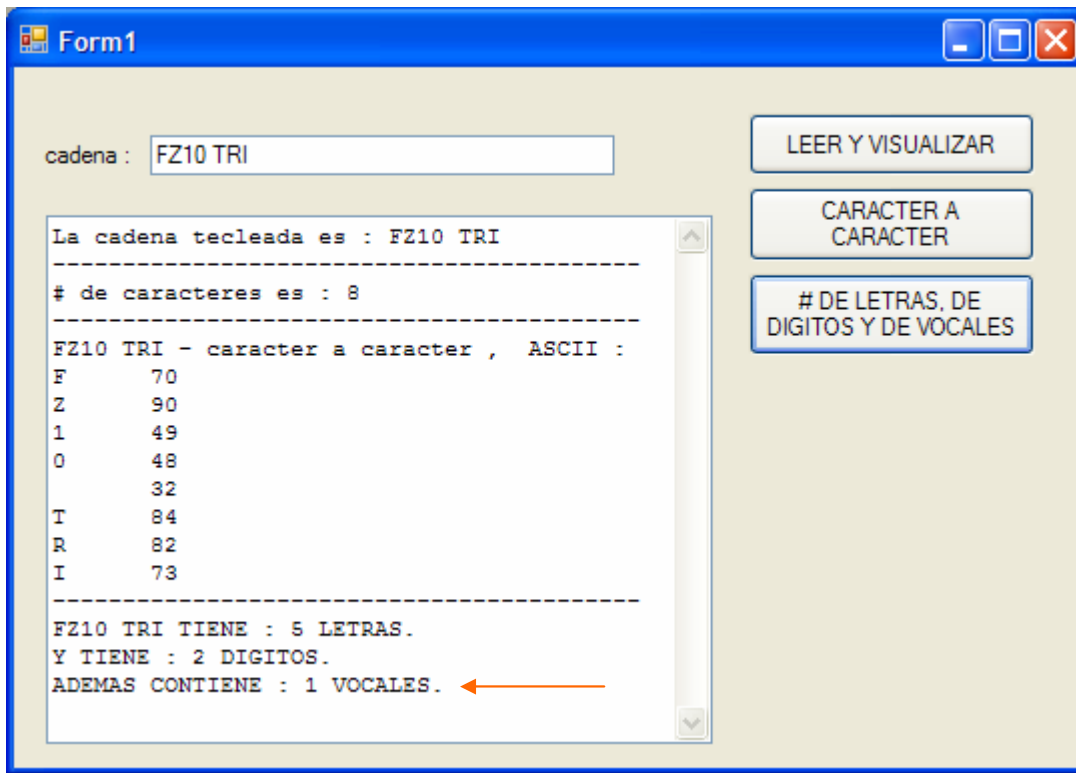 Form1
cadena :
FZ10 TRI
LEER Y VISUALIZAR
CARACTER A
CARACTER
# DE LETRAS, DE
DIGITOS Y DE VOCALES
La cadena tecleada es : FZ10 TRI
------------------------------------------
# de caracteres es : 8
------------------------------------------
FZ10 TRI - caracter a caracter ,  ASCII :
F      70
Z      90
1      49
0      48
       32
T      84
R      82
I      73
------------------------------------------
FZ10 TRI TIENE : 5 LETRAS.
Y TIENE : 2 DIGITOS.
ADEMAS CONTIENE : 1 VOCALES.